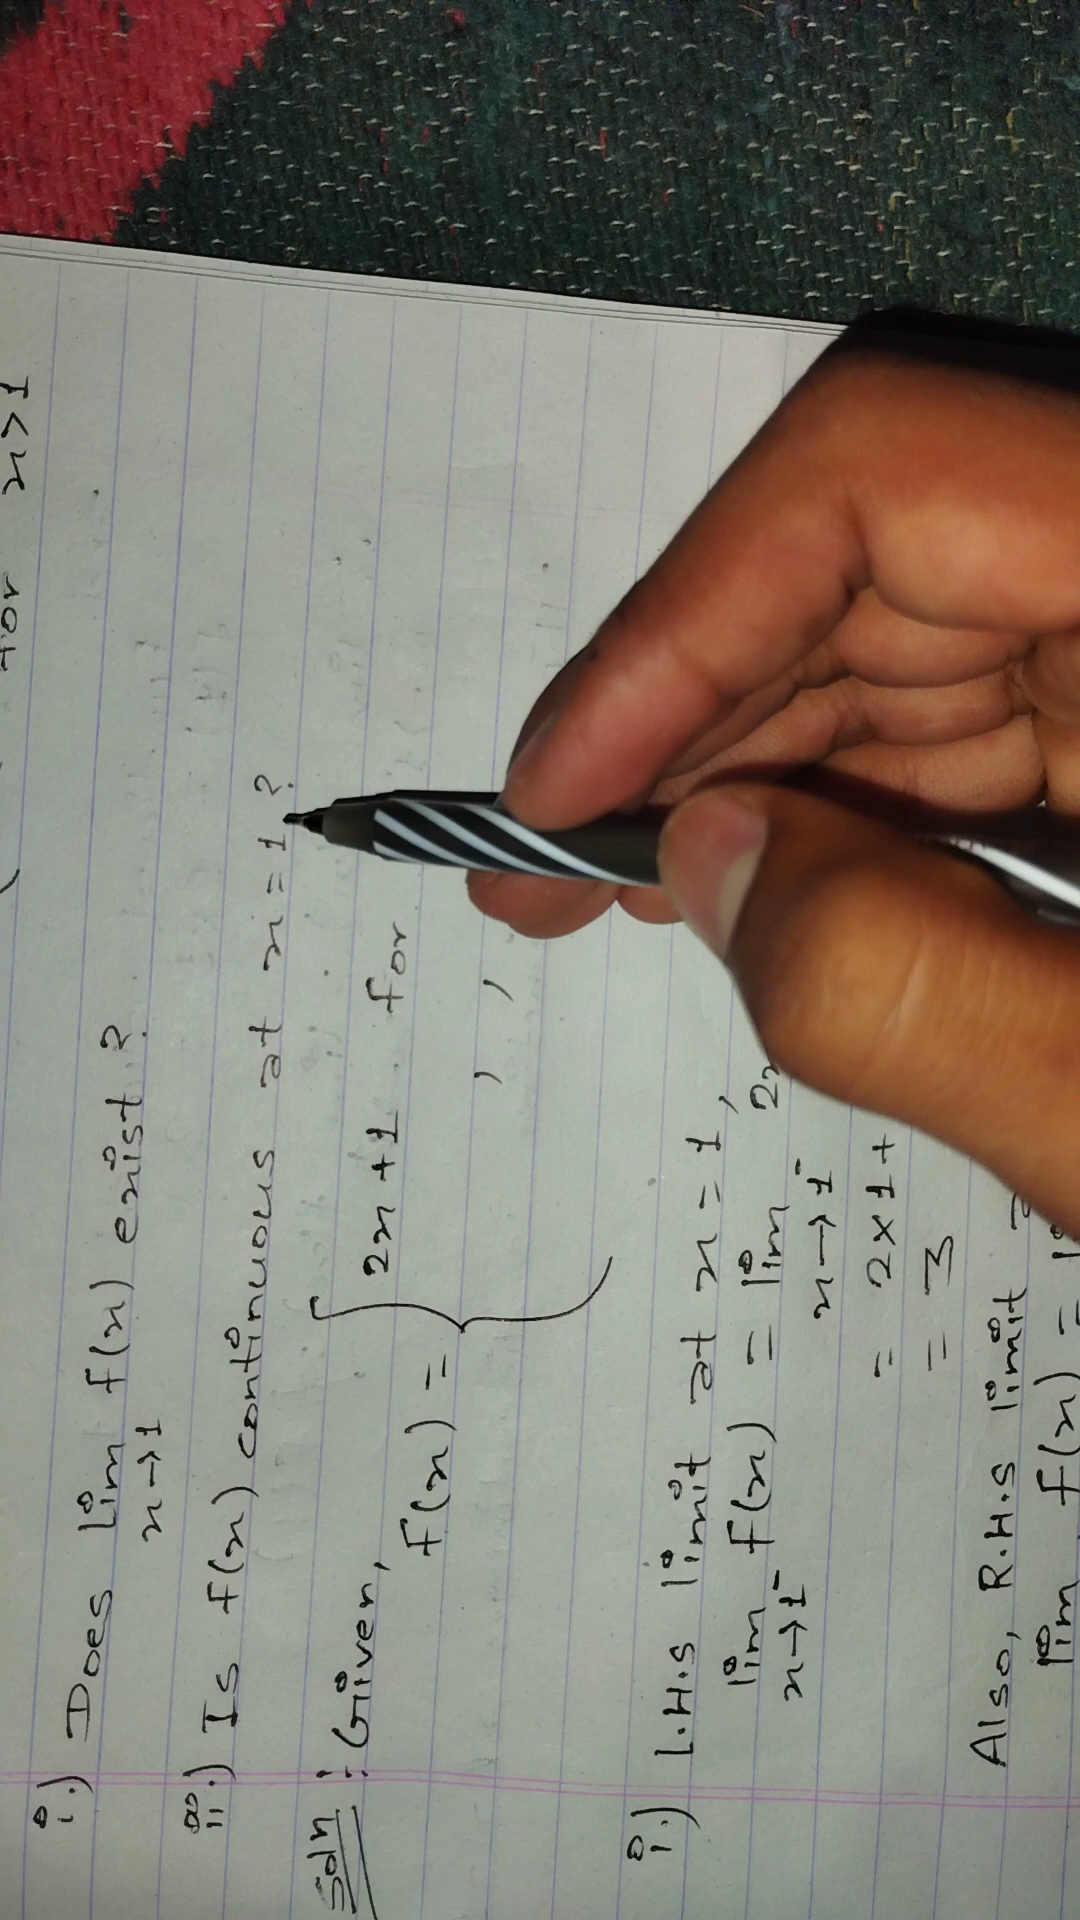 for x>1
i.) Does lim f(x) exist?
x→1
ii.) Is f(x) continuous at x=1?
Soln : Given,
2x+1 for
f(x) = {
, ,
i.) L.H.S limit at x=1,
lim f(x) = lim 2x
x→1⁻ x→1⁻
= 2×1+
= 3
Also, R.H.S limit
lim f(x) =